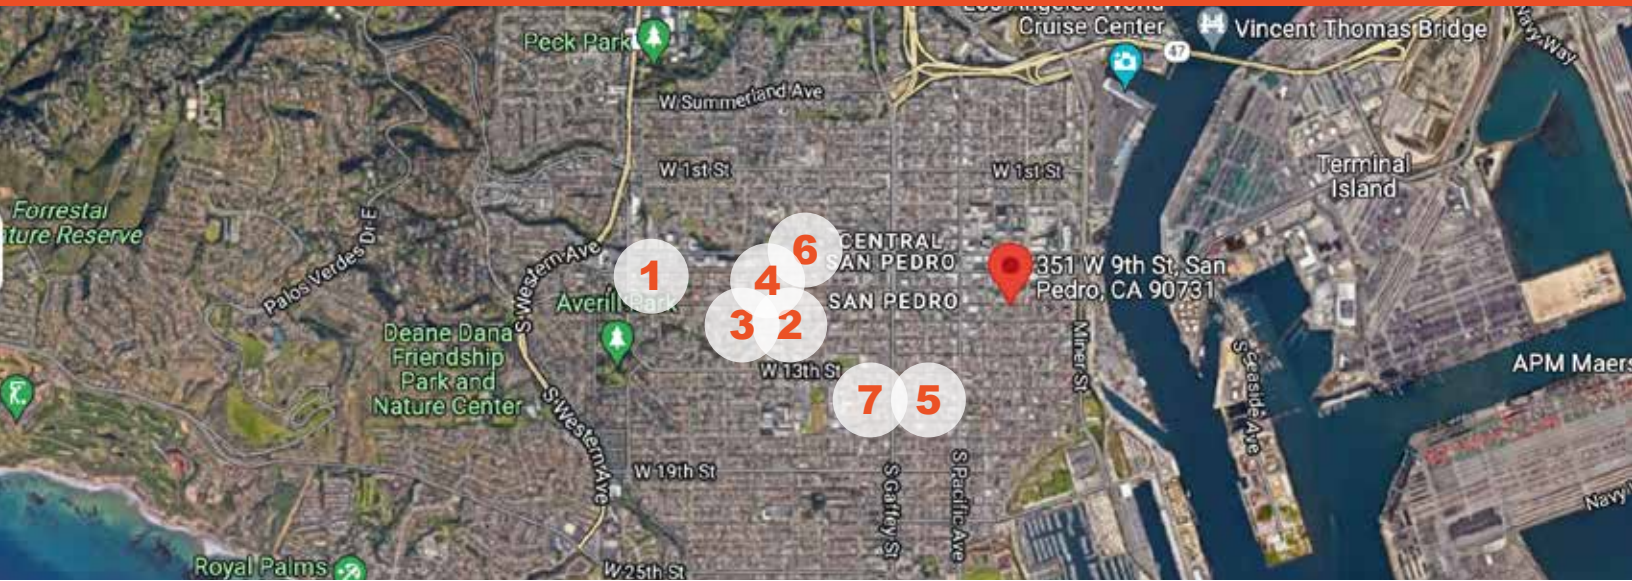 Cruise Center
Vincent Thomas Bridge
47
Navy Way
Peck Park
W Summerland Ave
W 1st St
W 1st St
Terminal
Island
Forrestal
ture Reserve
Palos Verdes Dr E
S Western Ave
1
6
4
3
2
CENTRAL
SAN PEDRO
SAN PEDRO
351 W 9th St, San
Pedro, CA 90731
Averill Park
Deane Dana
Friendship
Park and
Nature Center
S Western Ave
W 13th St
7
5
Miner St
S Seaside Ave
APM Maers
W 19th St
S Gaffey St
S Pacific Ave
Navy
Royal Palms
W 25th St